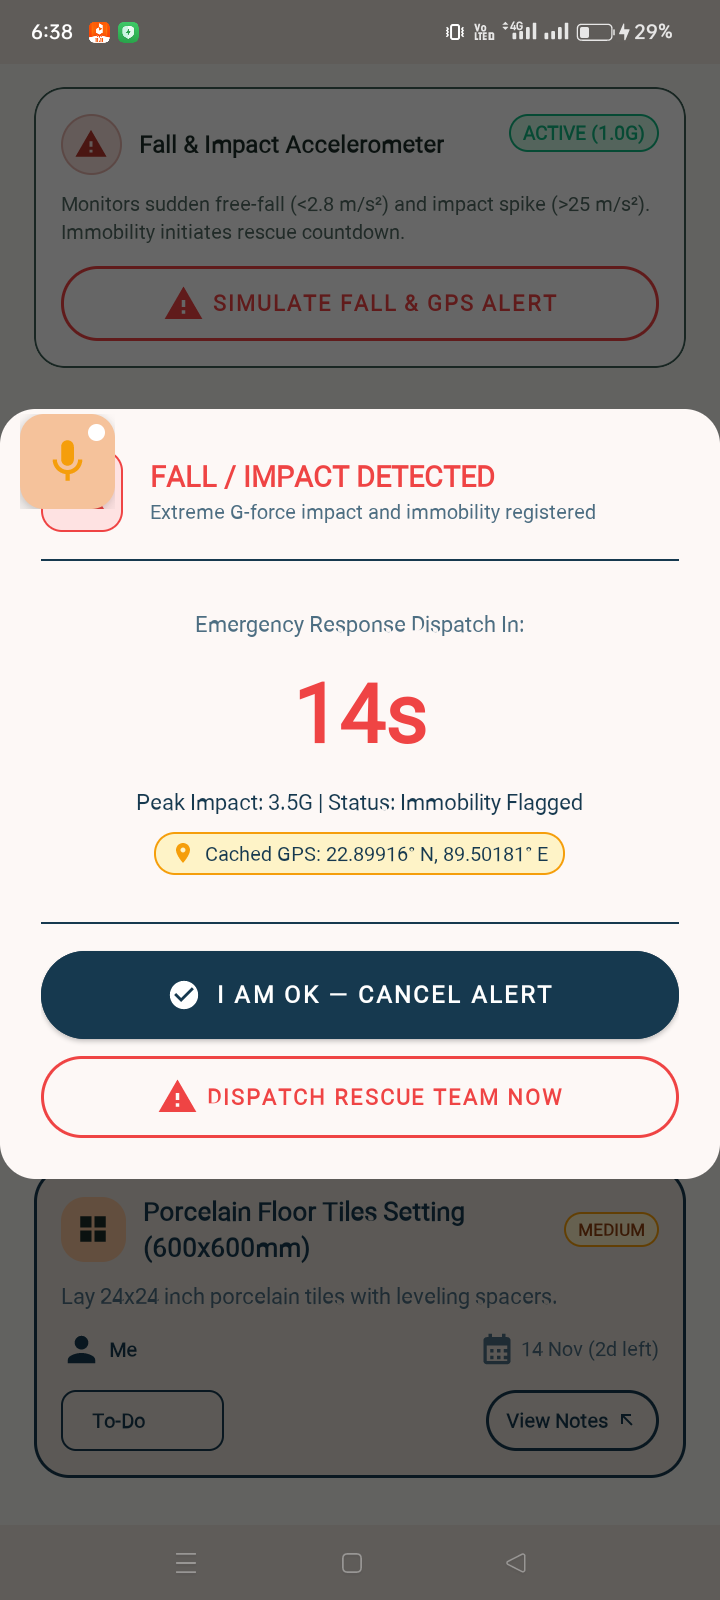 6:38
Vo
LTED
4G
29%
Fall & Impact Accelerometer
ACTIVE (1.0G)
Monitors sudden free-fall (<2.8 m/s²) and impact spike (>25 m/s²).
Immobility initiates rescue countdown.
SIMULATE FALL & GPS ALERT
FALL / IMPACT DETECTED
Extreme G-force impact and immobility registered
Emergency Response Dispatch In:
14s
Peak Impact: 3.5G | Status: Immobility Flagged
Cached GPS: 22.89916° N, 89.50181° E
I AM OK — CANCEL ALERT
DISPATCH RESCUE TEAM NOW
Porcelain Floor Tiles Setting
(600x600mm)
MEDIUM
Lay 24x24 inch porcelain tiles with leveling spacers.
Me
14 Nov (2d left)
To-Do
View Notes